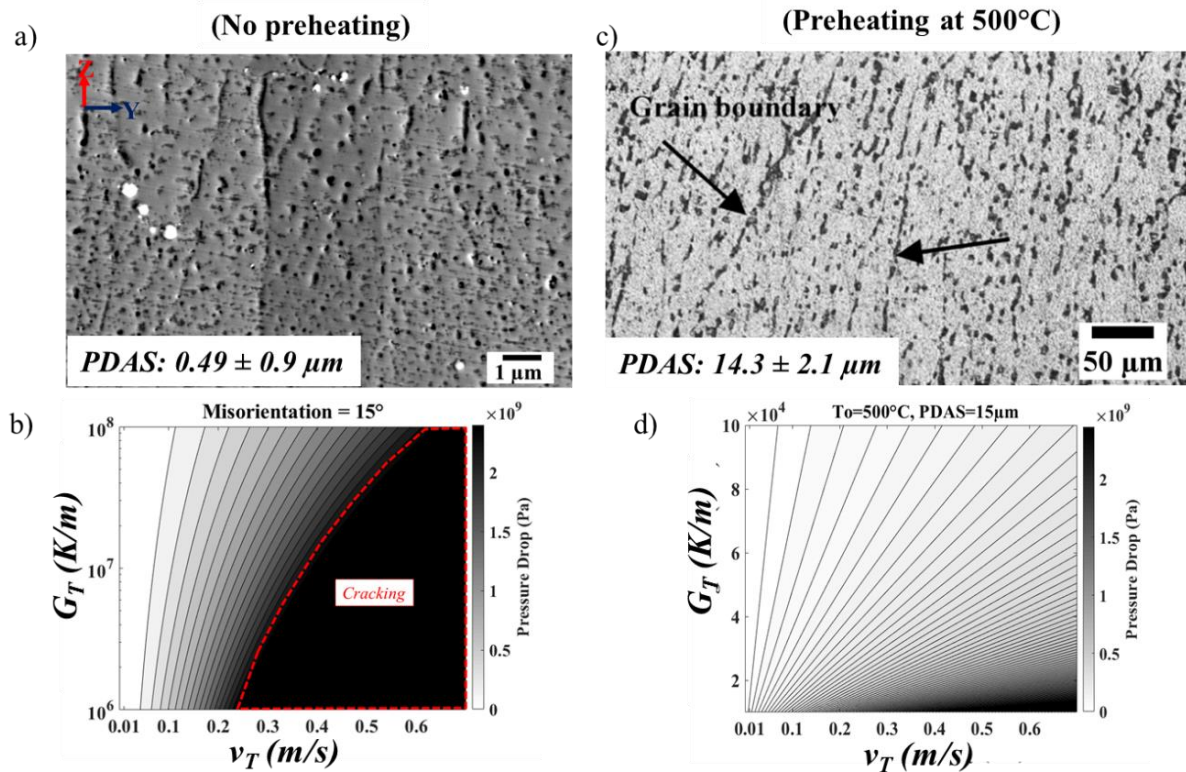 (No preheating)
a)
Z
Y
PDAS: 0.49 ± 0.9 µm
1 µm
(Preheating at 500°C)
c)
Grain boundary
PDAS: 14.3 ± 2.1 µm
50 µm
b)
Misorientation = 15°
×10⁹
10⁸
10⁷
10⁶
G_T (K/m)
Cracking
2
1.5
1
0.5
0
Pressure Drop (Pa)
0.01 0.1 0.2 0.3 0.4 0.5 0.6
v_T (m/s)
d)
×10⁴
To=500°C, PDAS=15µm
×10⁹
10
8
6
4
2
G_T (K/m)
2
1.5
1
0.5
0
Pressure Drop (Pa)
0.01 0.1 0.2 0.3 0.4 0.5 0.6
v_T (m/s)